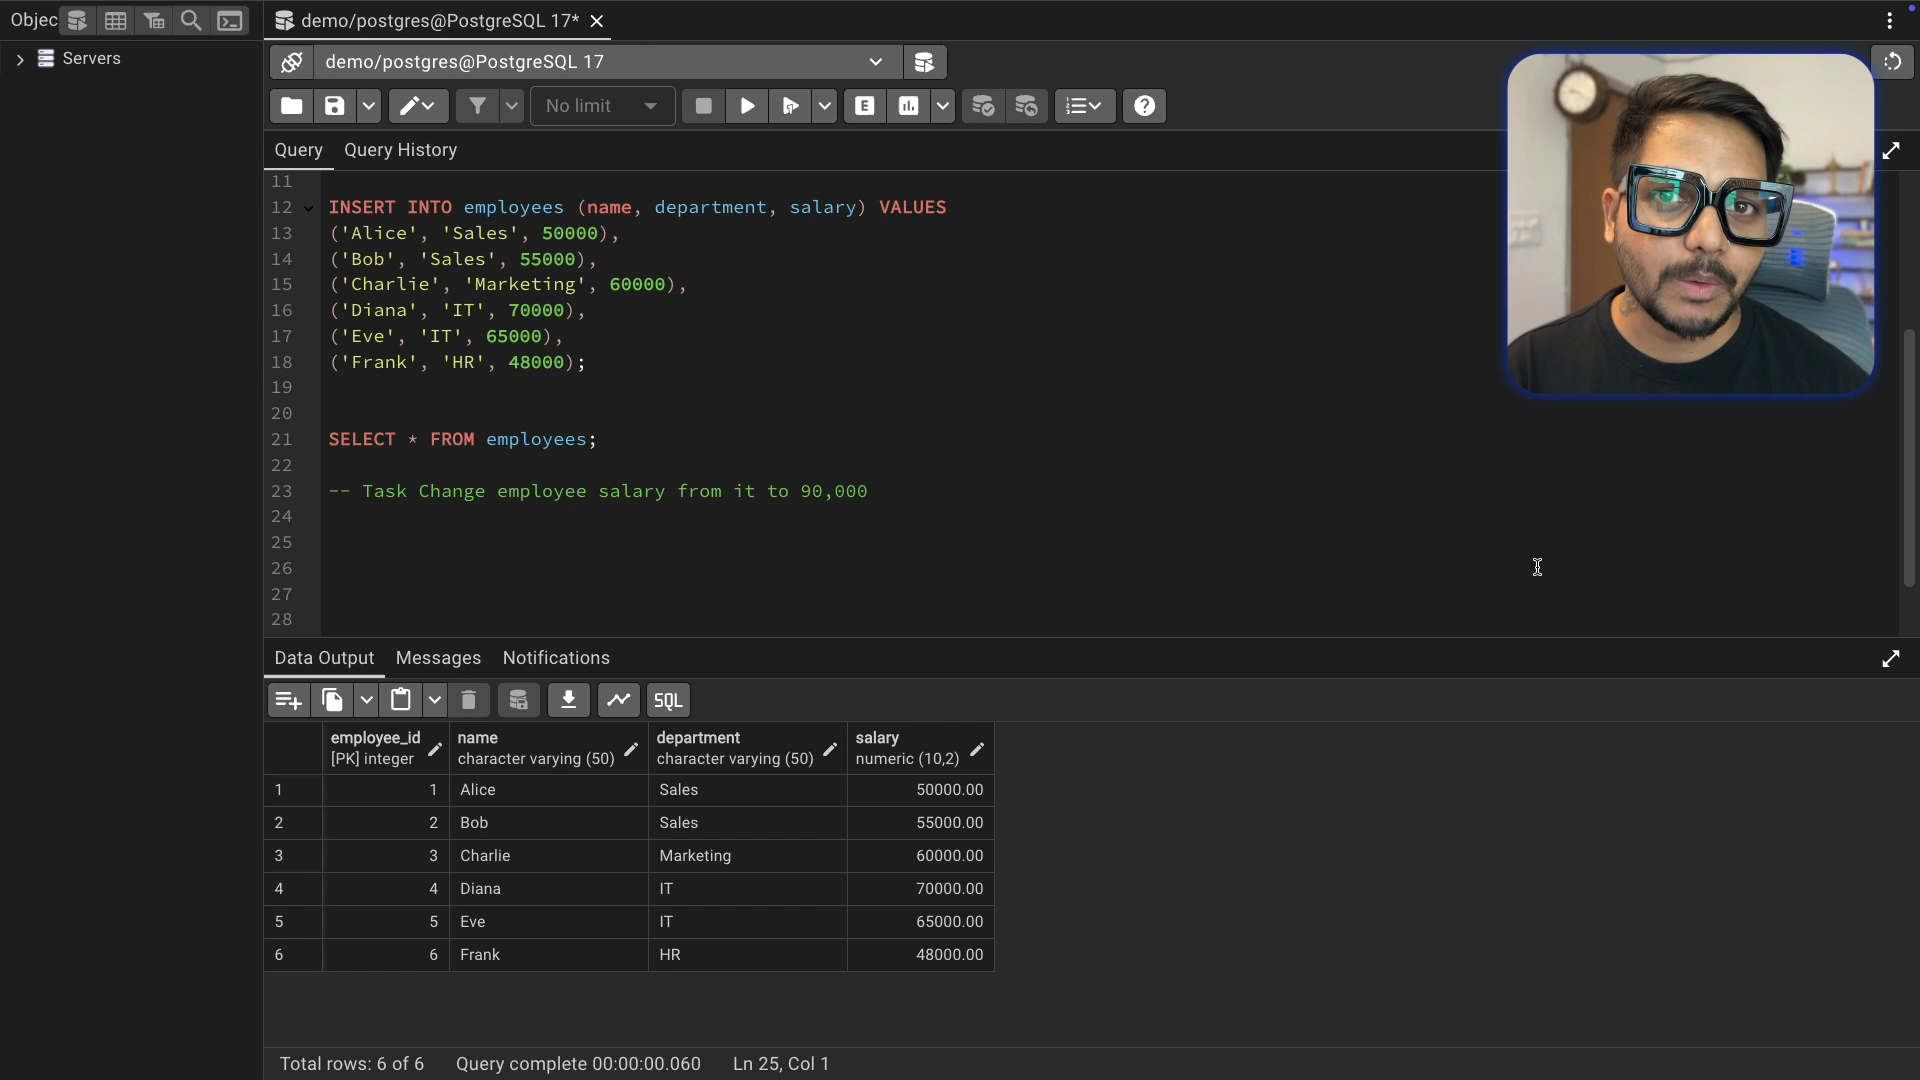 Objec
demo/postgres@PostgreSQL 17*
Servers
demo/postgres@PostgreSQL 17
No limit
E
Query Query History
11
12 INSERT INTO employees (name, department, salary) VALUES
13 ('Alice', 'Sales', 50000),
14 ('Bob', 'Sales', 55000),
15 ('Charlie', 'Marketing', 60000),
16 ('Diana', 'IT', 70000),
17 ('Eve', 'IT', 65000),
18 ('Frank', 'HR', 48000);
19
20
21 SELECT * FROM employees;
22
23 -- Task Change employee salary from it to 90,000
24
25
26
27
28
Data Output Messages Notifications
SQL
employee_id name department salary
[PK] integer character varying (50) character varying (50) numeric (10,2)
1 1 Alice Sales 50000.00
2 2 Bob Sales 55000.00
3 3 Charlie Marketing 60000.00
4 4 Diana IT 70000.00
5 5 Eve IT 65000.00
6 6 Frank HR 48000.00
Total rows: 6 of 6 Query complete 00:00:00.060 Ln 25, Col 1